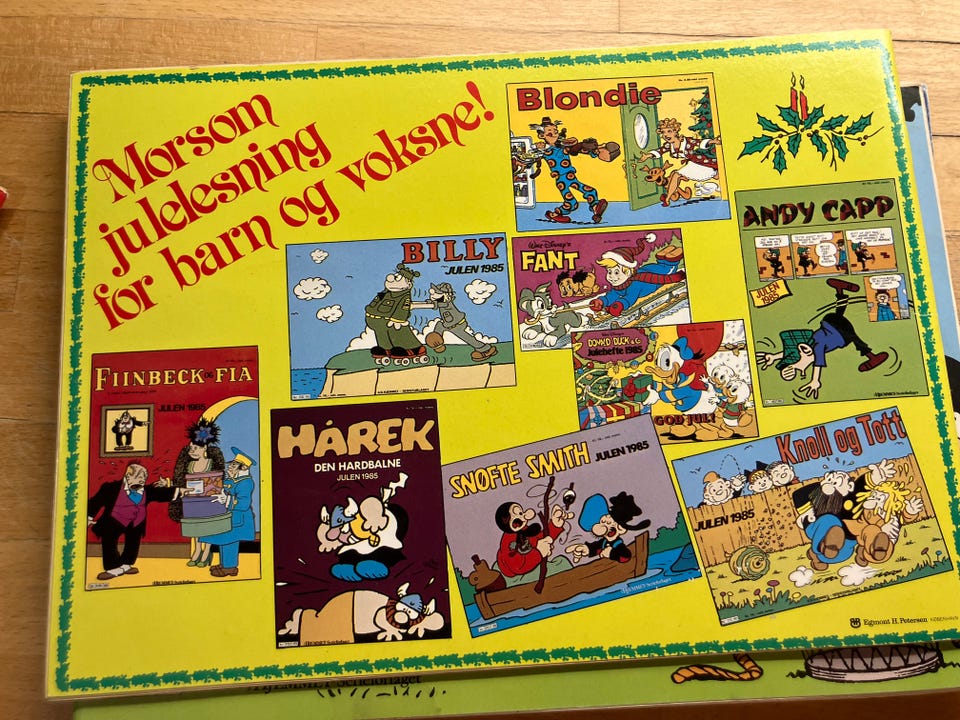 Morsom
julelesning
for barn og voksne!
Blondie
BILLY
JULEN 1985
Walt Disney's
FANT
ANDY CAPP
JULEN
1985
DONALD DUCK & Co
Julehefte 1985
GOD JUL!
FIINBECK OG FIA
JULEN 1985
HÅREK
DEN HARDBALNE
JULEN 1985
SNØFTE SMITH JULEN 1985
Knoll og Tott
JULEN 1985
Egmont H. Petersen KØBENHAVN
HJEMMET-Serieforlaget